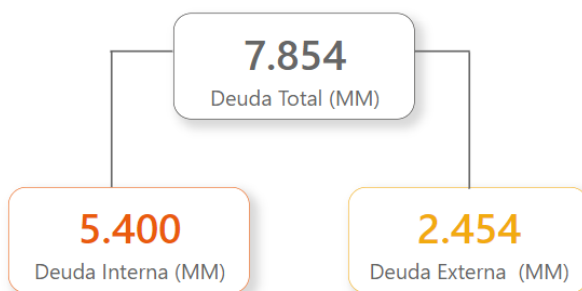 7.854
Deuda Total (MM)
5.400
Deuda Interna (MM)
2.454
Deuda Externa (MM)